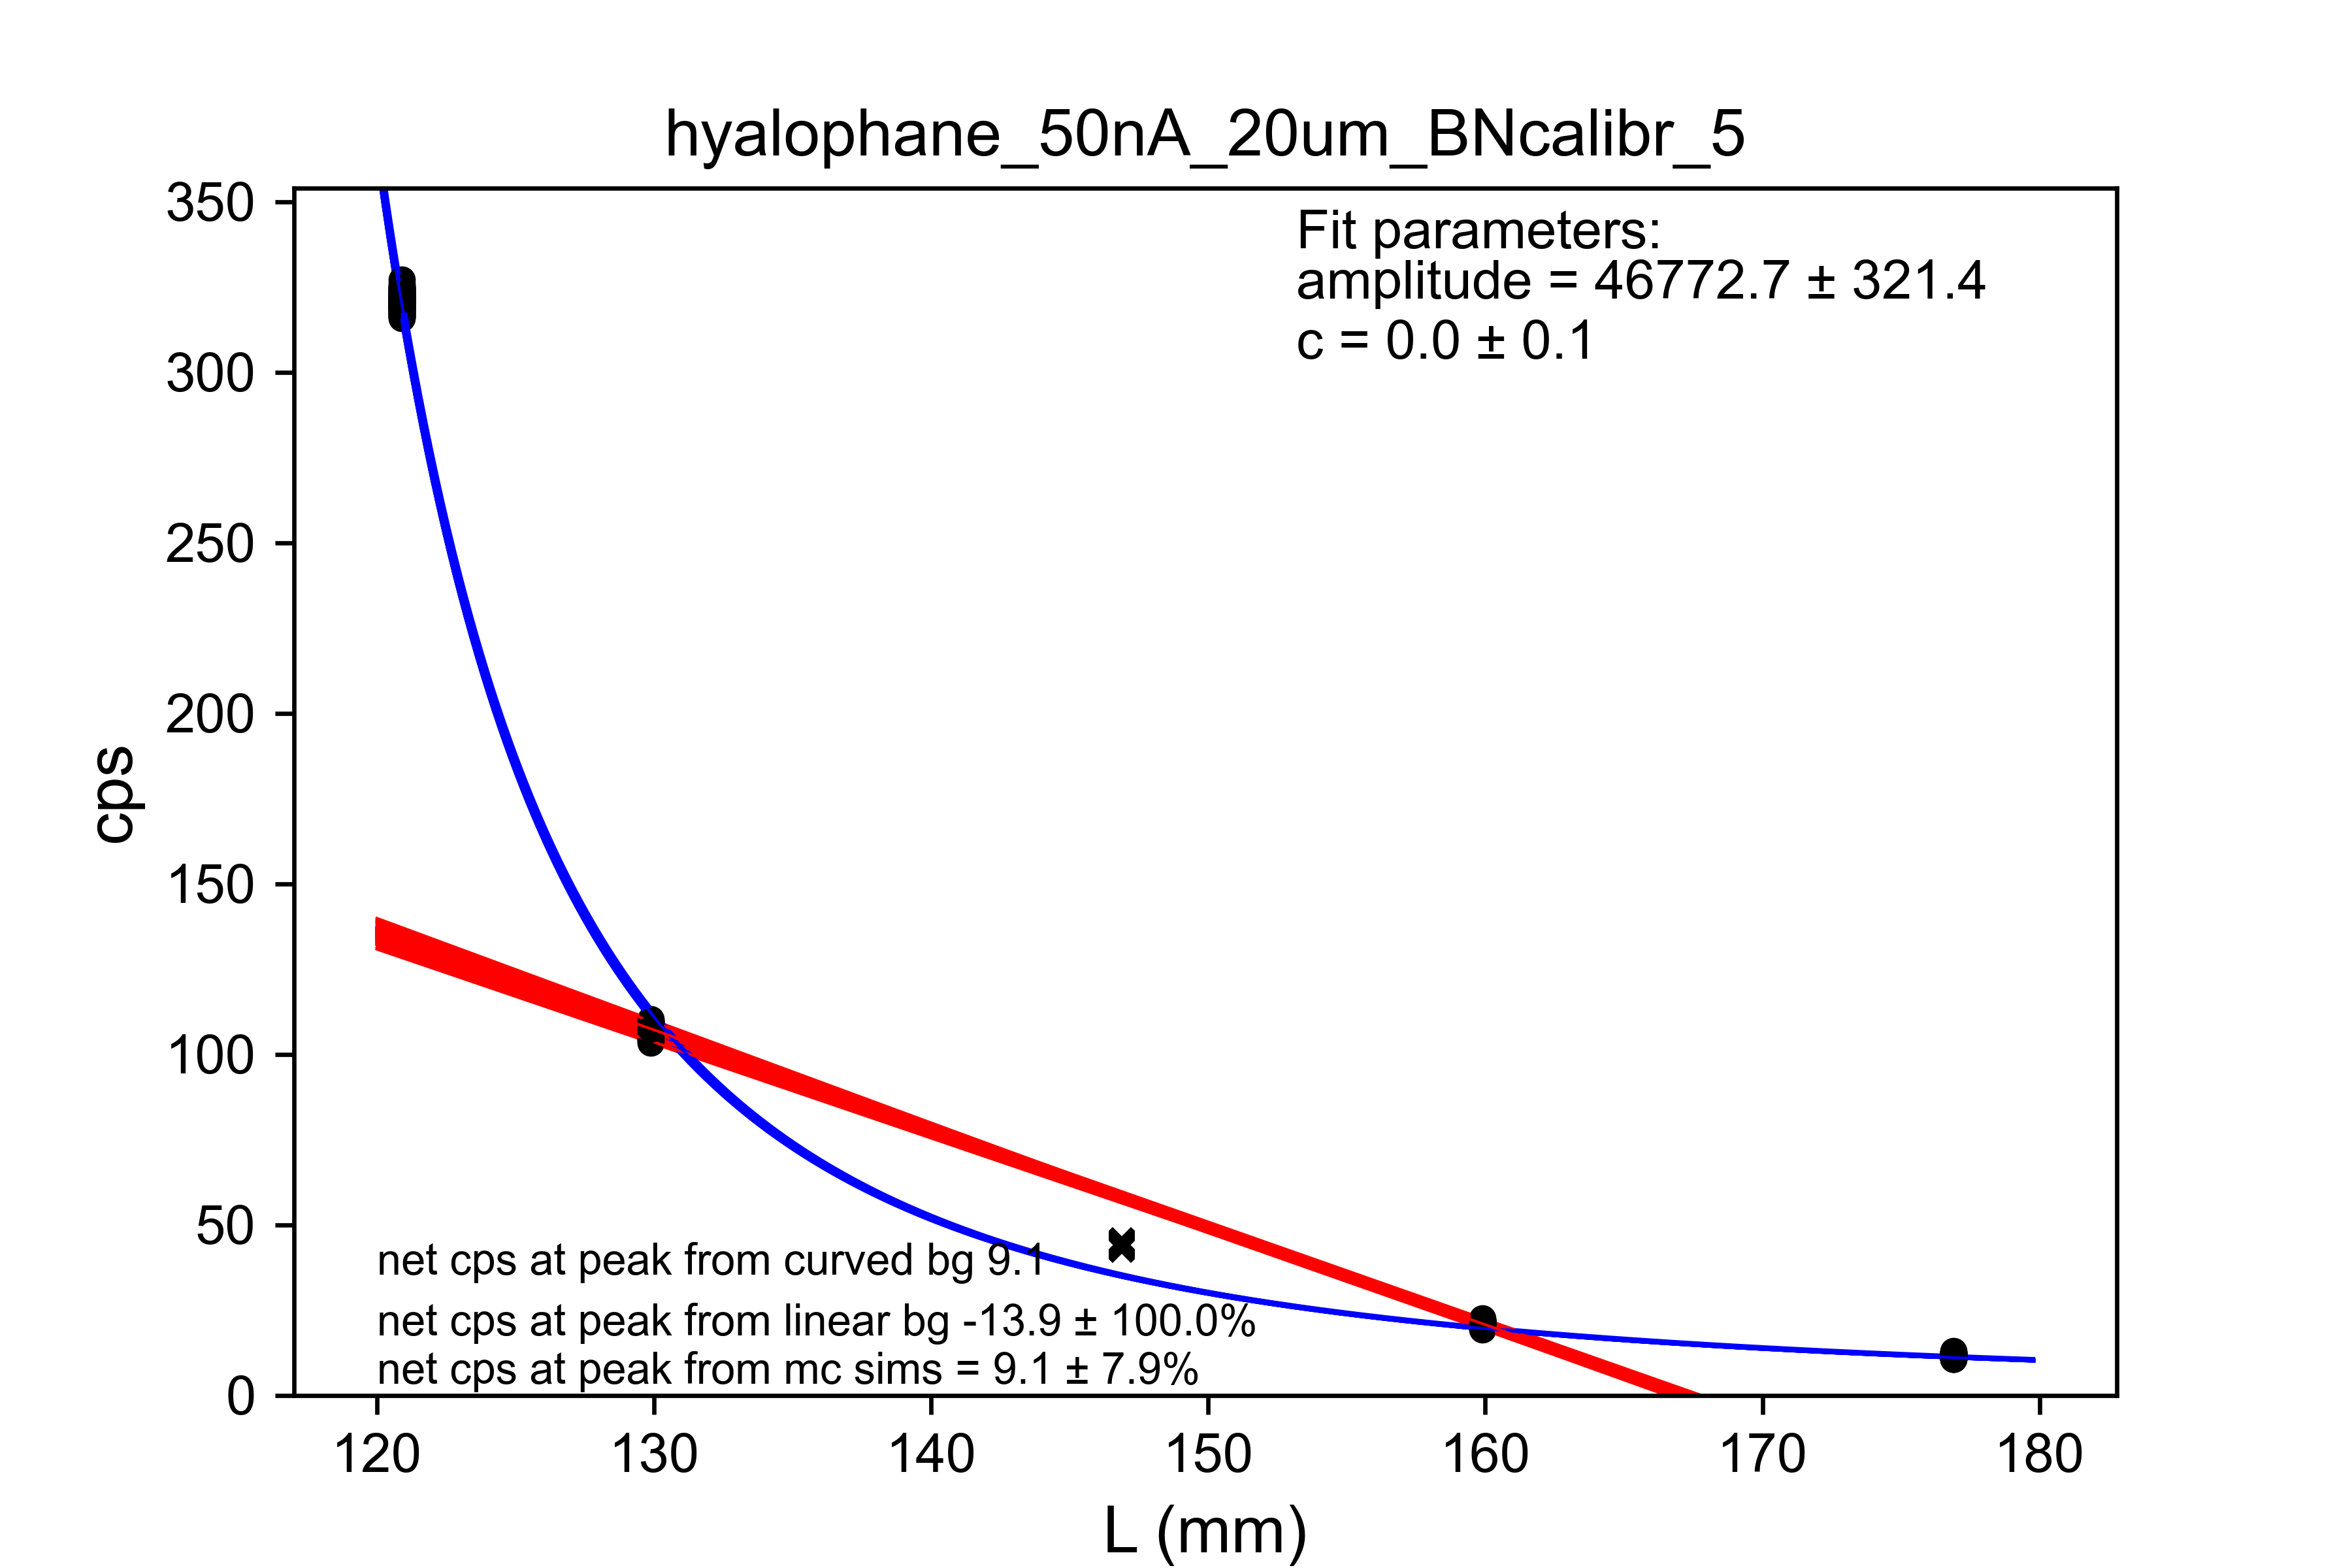 hyalophane_50nA_20um_BNcalibr_5
350
300
250
200
150
100
50
0
cps
Fit parameters:
amplitude = 46772.7 ± 321.4
c = 0.0 ± 0.1
net cps at peak from curved bg 9.1
net cps at peak from linear bg -13.9 ± 100.0%
net cps at peak from mc sims = 9.1 ± 7.9%
120 130 140 150 160 170 180
L (mm)